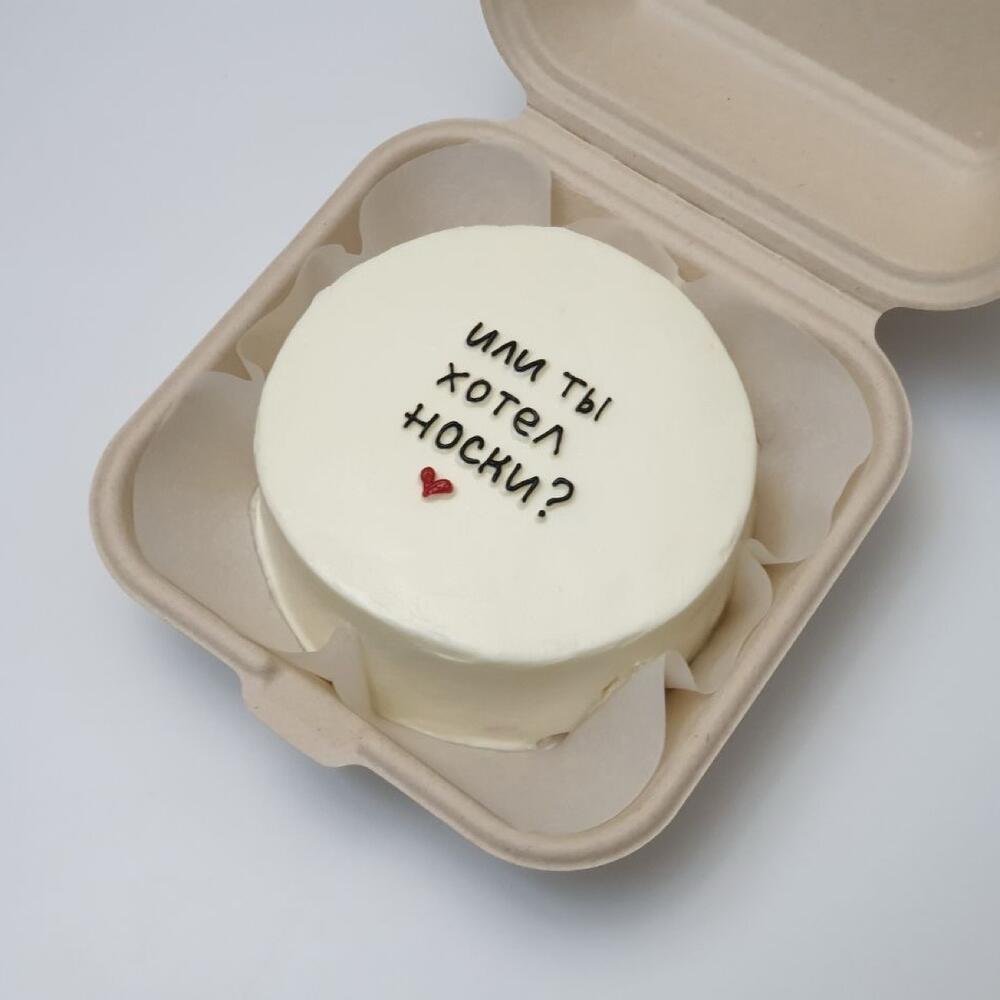 или ты
хотел
носки?